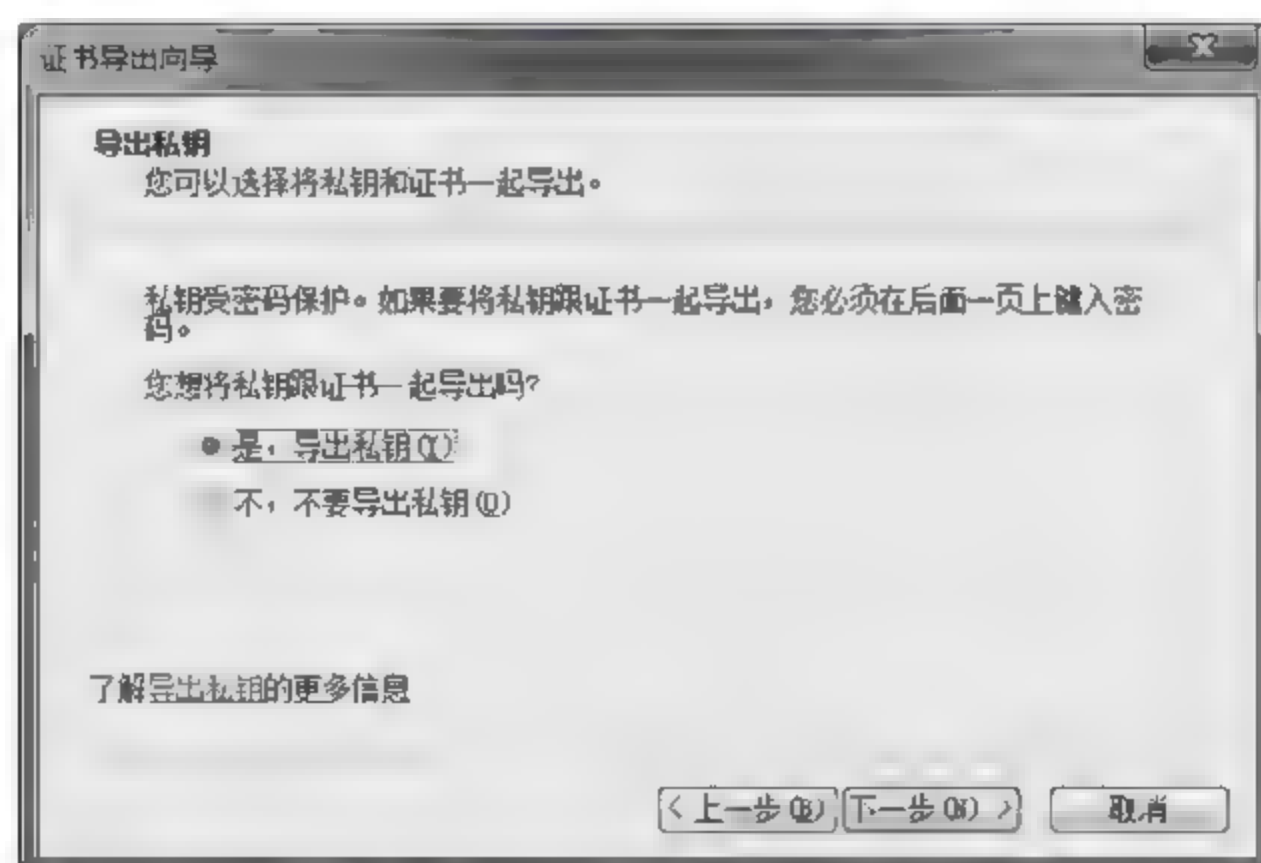 证书导出向导
导出私钥
您可以选择将私钥和证书一起导出。
私钥受密码保护。如果要将私钥跟证书一起导出，您必须在后面一页上键入密
码。
您想将私钥跟证书一起导出吗?
是，导出私钥(Y)
不，不要导出私钥(O)
了解导出私钥的更多信息
< 上一步(B) 下一步(N) > 取消